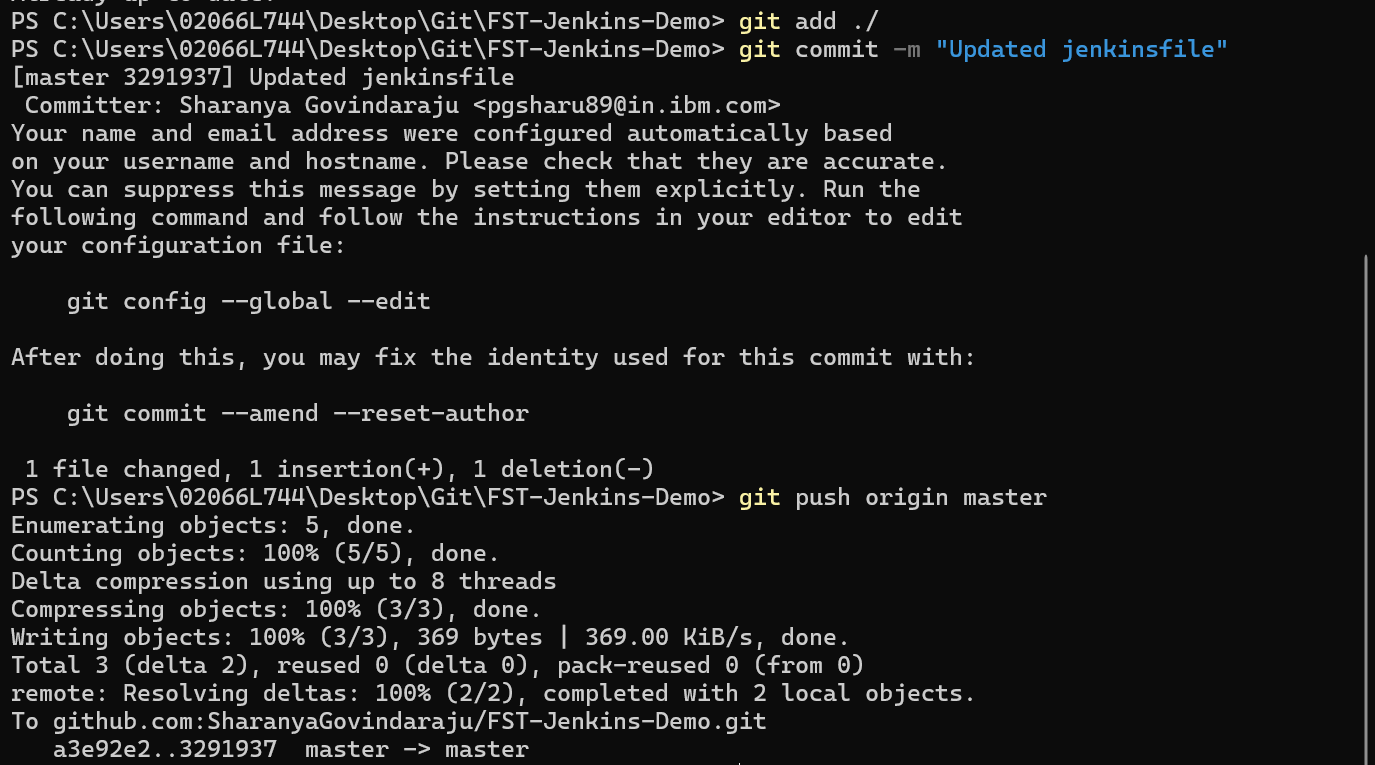 PS C:\Users\02066L744\Desktop\Git\FST-Jenkins-Demo> git add ./
PS C:\Users\02066L744\Desktop\Git\FST-Jenkins-Demo> git commit -m "Updated jenkinsfile"
[master 3291937] Updated jenkinsfile
 Committer: Sharanya Govindaraju <pgsharu89@in.ibm.com>
Your name and email address were configured automatically based
on your username and hostname. Please check that they are accurate.
You can suppress this message by setting them explicitly. Run the
following command and follow the instructions in your editor to edit
your configuration file:

    git config --global --edit

After doing this, you may fix the identity used for this commit with:

    git commit --amend --reset-author

 1 file changed, 1 insertion(+), 1 deletion(-)
PS C:\Users\02066L744\Desktop\Git\FST-Jenkins-Demo> git push origin master
Enumerating objects: 5, done.
Counting objects: 100% (5/5), done.
Delta compression using up to 8 threads
Compressing objects: 100% (3/3), done.
Writing objects: 100% (3/3), 369 bytes | 369.00 KiB/s, done.
Total 3 (delta 2), reused 0 (delta 0), pack-reused 0 (from 0)
remote: Resolving deltas: 100% (2/2), completed with 2 local objects.
To github.com:SharanyaGovindaraju/FST-Jenkins-Demo.git
   a3e92e2..3291937  master -> master